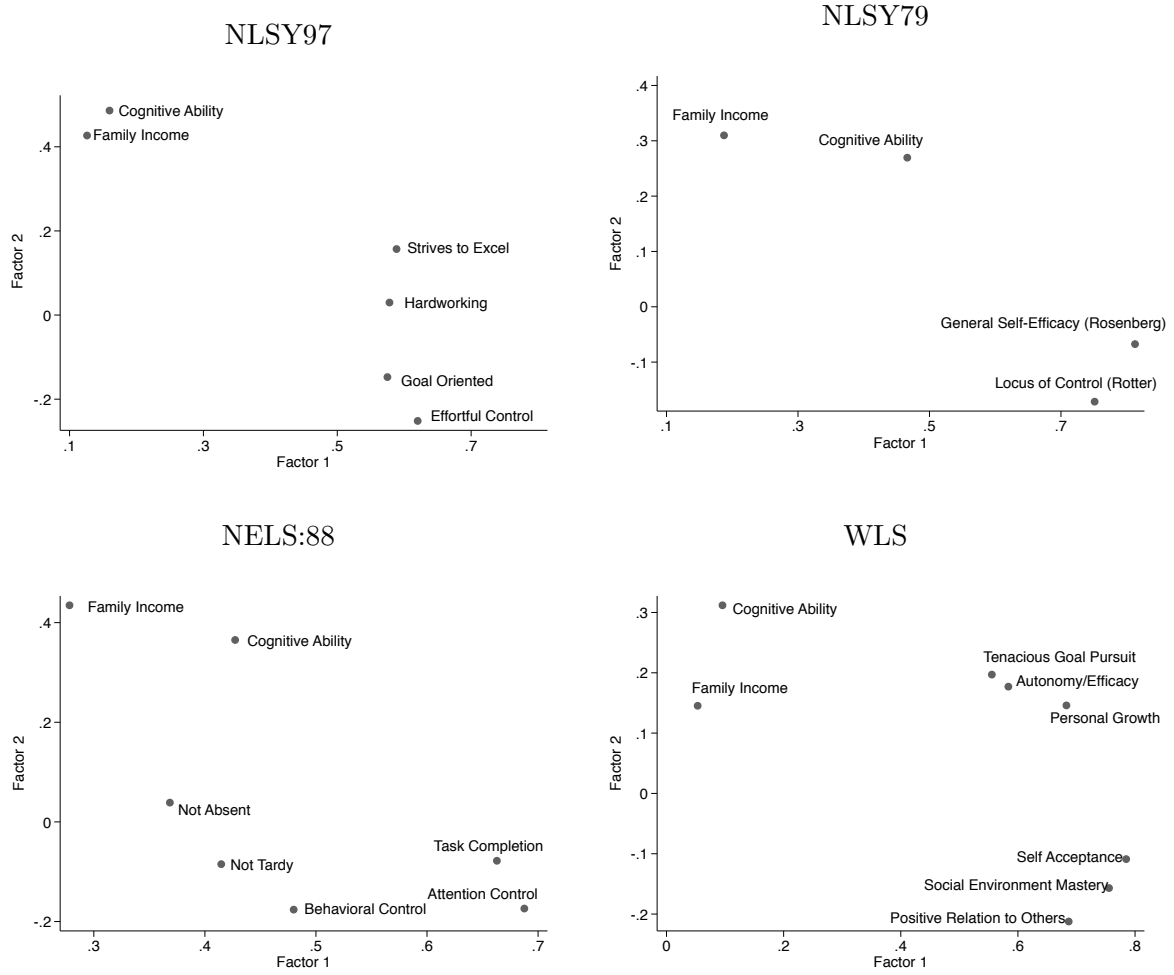 NLSY97
Cognitive Ability
Family Income
.4
.2
Strives to Excel
Hardworking
0
Goal Oriented
Effortful Control
-.2
Factor 2
.1
.3
.5
.7
Factor 1
NLSY79
.4
Family Income
.3
Cognitive Ability
.2
.1
0
General Self-Efficacy (Rosenberg)
-.1
Locus of Control (Rotter)
Factor 2
.1
.3
.5
.7
Factor 1
NELS:88
Family Income
.4
Cognitive Ability
.2
Not Absent
0
Task Completion
Not Tardy
Attention Control
Behavioral Control
-.2
Factor 2
.3
.4
.5
.6
.7
Factor 1
WLS
.3
Cognitive Ability
Tenacious Goal Pursuit
.2
Autonomy/Efficacy
Family Income
Personal Growth
.1
0
-.1
Self Acceptance
Social Environment Mastery
-.2
Positive Relation to Others
Factor 2
0
.2
.4
.6
.8
Factor 1